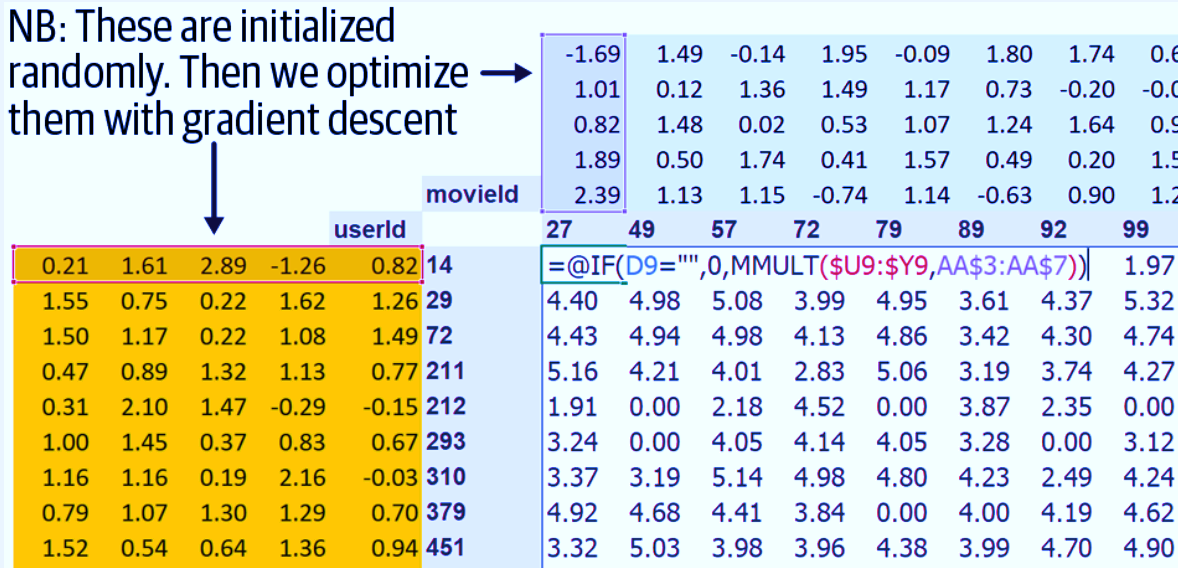 NB: These are initialized
randomly. Then we optimize
them with gradient descent
-1.69 1.49 -0.14 1.95 -0.09 1.80 1.74
1.01 0.12 1.36 1.49 1.17 0.73 -0.20
0.82 1.48 0.02 0.53 1.07 1.24 1.64
1.89 0.50 1.74 0.41 1.57 0.49 0.20
movieId 2.39 1.13 1.15 -0.74 1.14 -0.63 0.90
userId 27 49 57 72 79 89 92 99
0.21 1.61 2.89 -1.26 0.82 14 =@IF(D9="",0,MMULT($U9:$Y9,AA$3:AA$7)) 1.97
1.55 0.75 0.22 1.62 1.26 29 4.40 4.98 5.08 3.99 4.95 3.61 4.37 5.32
1.50 1.17 0.22 1.08 1.49 72 4.43 4.94 4.98 4.13 4.86 3.42 4.30 4.74
0.47 0.89 1.32 1.13 0.77 211 5.16 4.21 4.01 2.83 5.06 3.19 3.74 4.27
0.31 2.10 1.47 -0.29 -0.15 212 1.91 0.00 2.18 4.52 0.00 3.87 2.35 0.00
1.00 1.45 0.37 0.83 0.67 293 3.24 0.00 4.05 4.14 4.05 3.28 0.00 3.12
1.16 1.16 0.19 2.16 -0.03 310 3.37 3.19 5.14 4.98 4.80 4.23 2.49 4.24
0.79 1.07 1.30 1.29 0.70 379 4.92 4.68 4.41 3.84 0.00 4.00 4.19 4.62
1.52 0.54 0.64 1.36 0.94 451 3.32 5.03 3.98 3.96 4.38 3.99 4.70 4.90